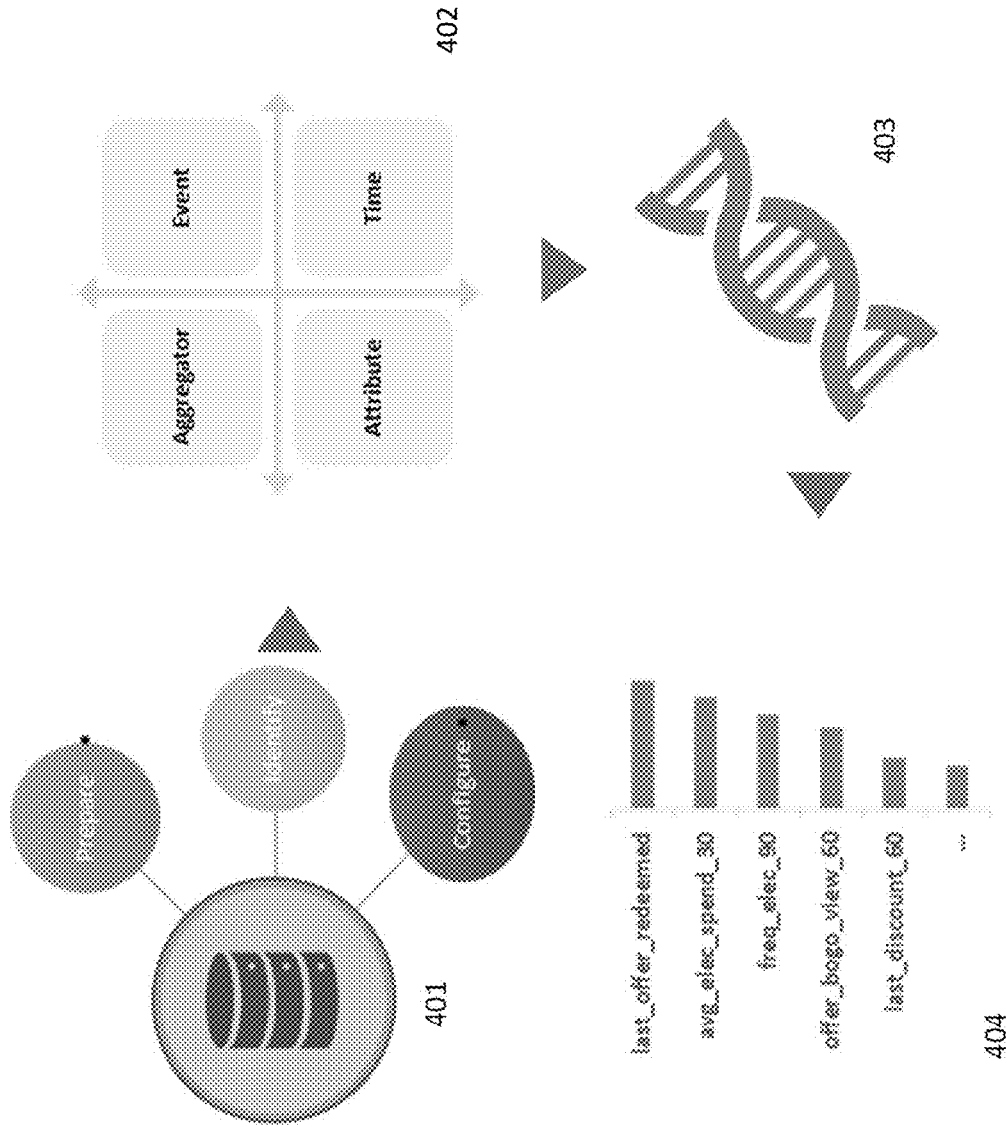 Configure*
401
Aggregator
Event
Attribute
Time
402
last_offer_redeemed
avg_elec_spend_30
freq_elec_90
offer_bogo_view_60
last_discount_60
...
404
403